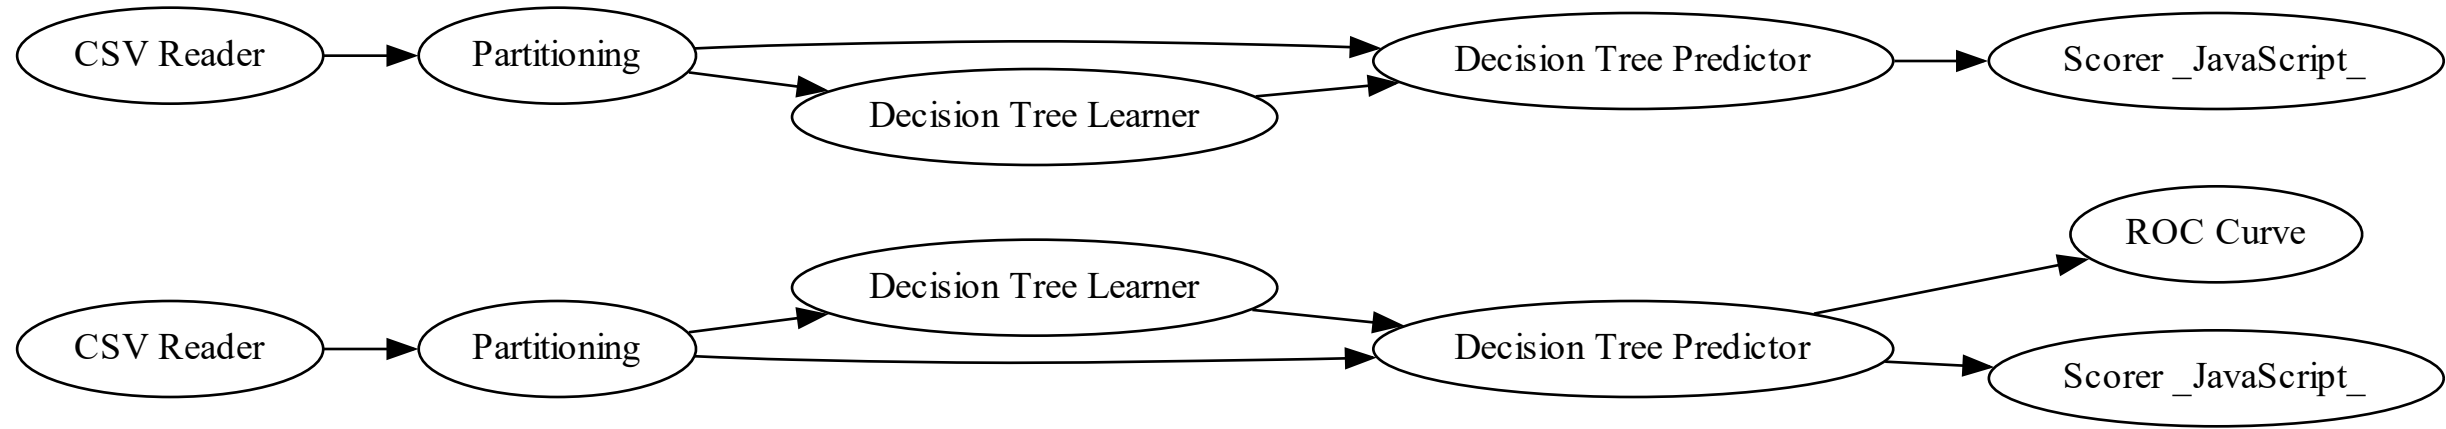 CSV Reader
Partitioning
Decision Tree Learner
Decision Tree Predictor
Scorer _JavaScript_
CSV Reader
Partitioning
Decision Tree Learner
Decision Tree Predictor
ROC Curve
Scorer _JavaScript_